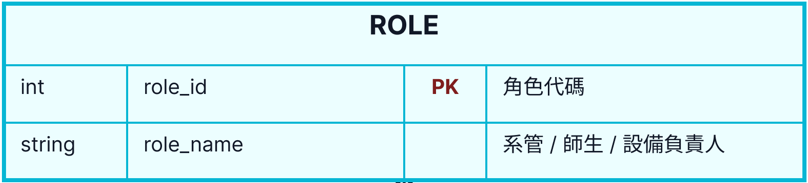 ROLE
int role_id PK 角色代碼
string role_name 系管 / 師生 / 設備負責人